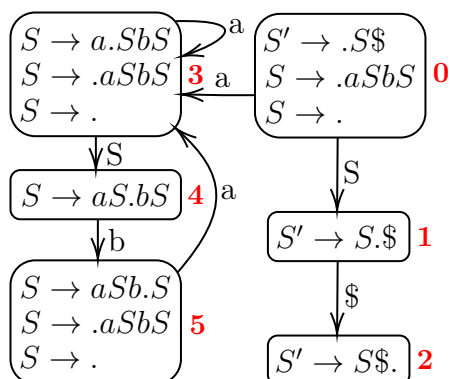 S → a.SbS
S → .aSbS
S → .
3
a
a
S' → .S$
S → .aSbS
S → .
0
S
S → aS.bS
4
b
a
S → aSb.S
S → .aSbS
S → .
5
S
S' → S.$
1
$
S' → S$.
2